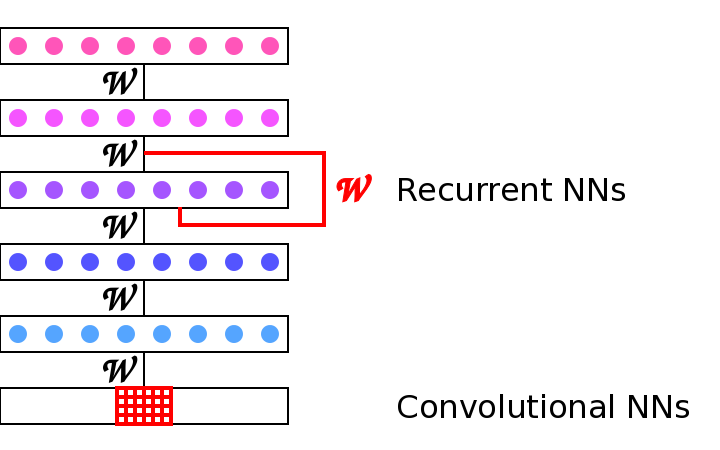 𝓦
𝓦
𝓦 Recurrent NNs
𝓦
𝓦
𝓦
Convolutional NNs